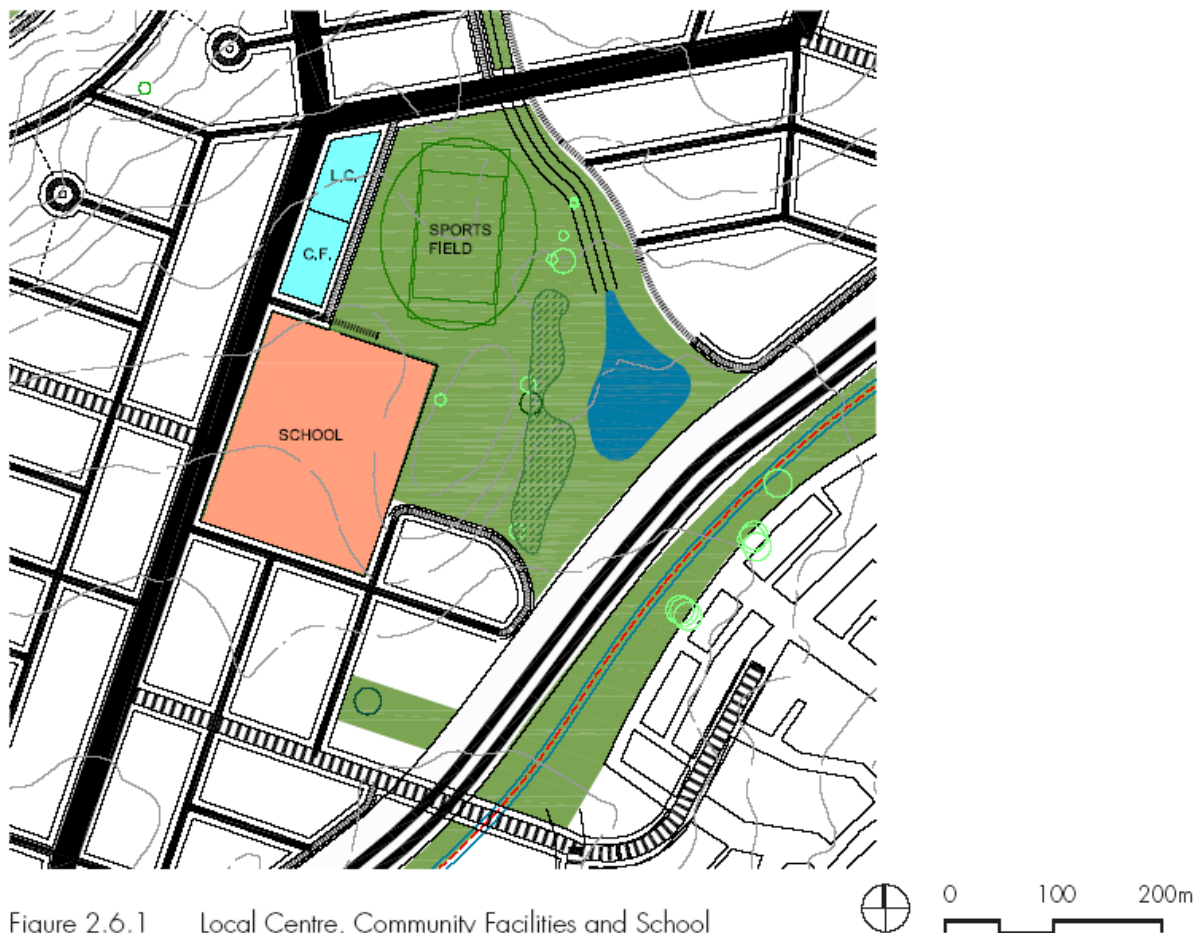 L.C.
SPORTS
FIELD
C.F.
SCHOOL
0 100 200m
Figure 2.6.1 Local Centre, Community Facilities and School